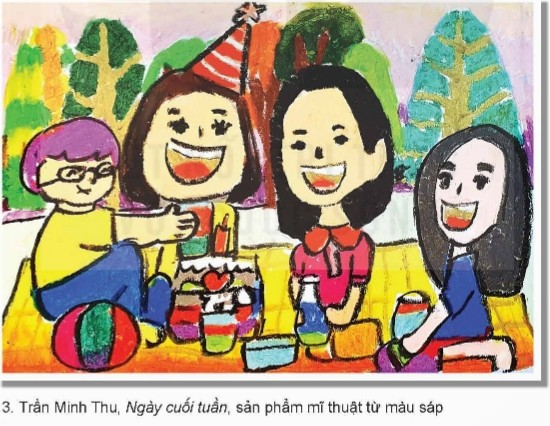 3. Trần Minh Thu, Ngày cuối tuần, sản phẩm mĩ thuật từ màu sáp